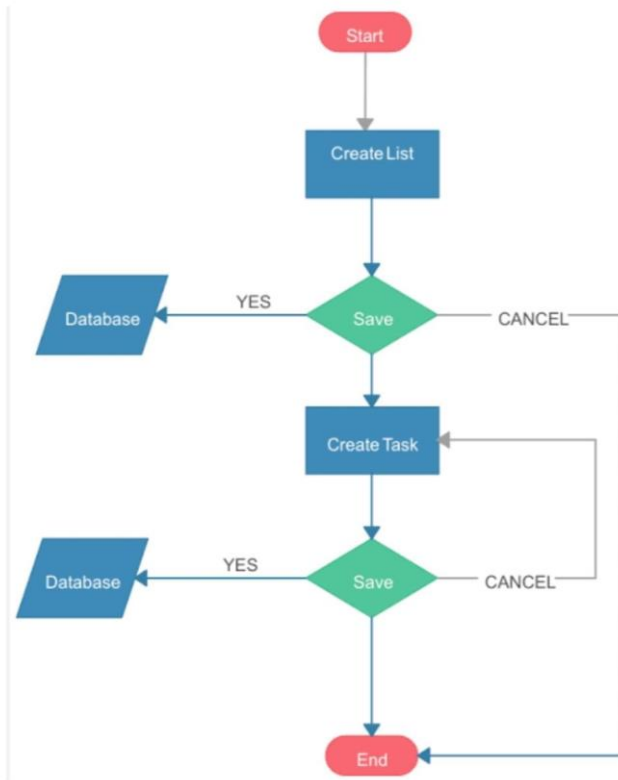 Start
Create List
YES
Database
Save
CANCEL
Create Task
YES
Database
Save
CANCEL
End